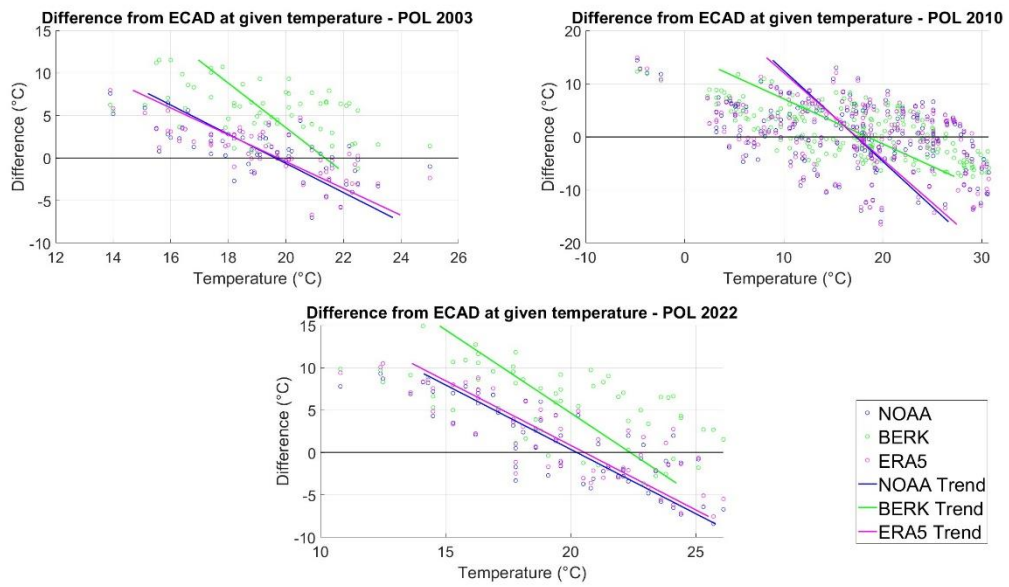 Difference from ECAD at given temperature - POL 2003
15
10
5
0
-5
-10
12
14
16
18
20
22
24
26
Difference (°C)
Temperature (°C)
Difference from ECAD at given temperature - POL 2010
20
10
0
-10
-20
-10
0
10
20
30
Difference (°C)
Temperature (°C)
Difference from ECAD at given temperature - POL 2022
15
10
5
0
-5
-10
10
15
20
25
Difference (°C)
Temperature (°C)
NOAA
BERK
ERA5
NOAA Trend
BERK Trend
ERA5 Trend